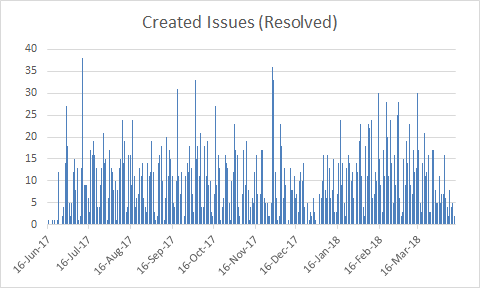 Created Issues (Resolved)
40
35
30
25
20
15
10
5
0
16-Jun-17
16-Jul-17
16-Aug-17
16-Sep-17
16-Oct-17
16-Nov-17
16-Dec-17
16-Jan-18
16-Feb-18
16-Mar-18